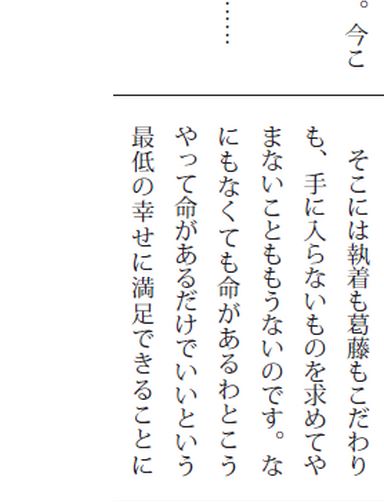 。今こ
……
そこには執着も葛藤もこだわり
も、手に入らないものを求めてや
まないことももうないのです。な
にもなくても命があるわとこう
やって命があるだけでいいという
最低の幸せに満足できることに